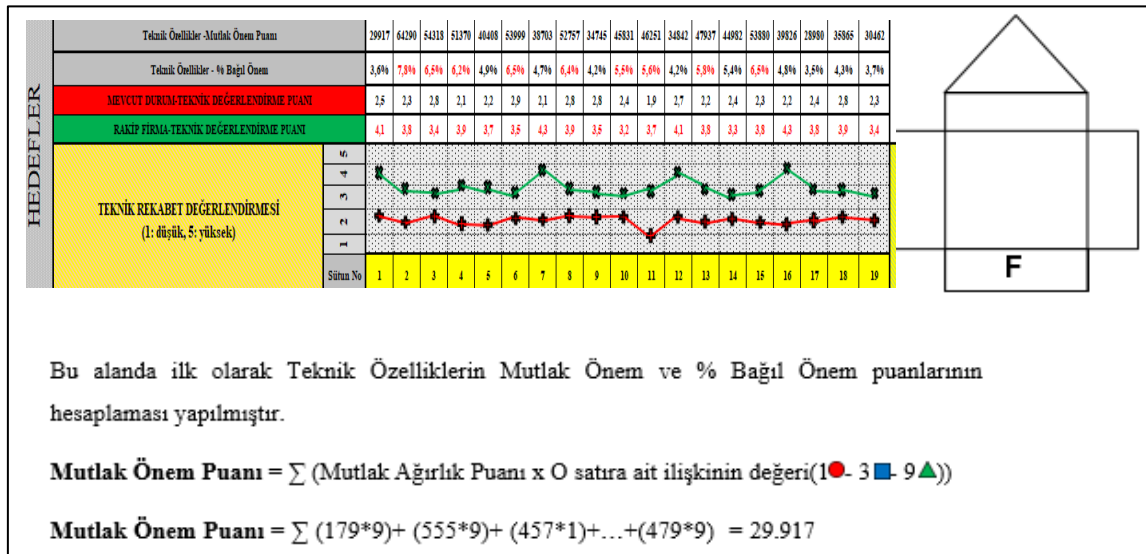 HEDEFLER
Teknik Özellikler -Mutlak Önem Puanı 29917 64290 54318 51370 40408 53999 38703 52757 34745 45831 46251 34842 47937 44982 53880 39826 28980 35865 30462
Teknik Özellikler - % Bağıl Önem 3,6% 7,8% 6,5% 6,2% 4,9% 6,5% 4,7% 6,4% 4,2% 5,5% 5,6% 4,2% 5,8% 5,4% 6,5% 4,8% 3,5% 4,3% 3,7%
MEVCUT DURUM-TEKNİK DEĞERLENDİRME PUANI 2,5 2,3 2,8 2,1 2,2 2,9 2,1 2,8 2,8 2,4 1,9 2,7 2,2 2,4 2,3 2,2 2,4 2,8 2,3
RAKİP FİRMA-TEKNİK DEĞERLENDİRME PUANI 4,1 3,8 3,4 3,9 3,7 3,5 4,3 3,9 3,5 3,2 3,7 4,1 3,8 3,3 3,8 4,3 3,8 3,9 3,4
TEKNİK REKABET DEĞERLENDİRMESİ
(1: düşük, 5: yüksek)
5
4
3
2
1
Sütun No 1 2 3 4 5 6 7 8 9 10 11 12 13 14 15 16 17 18 19
F
Bu alanda ilk olarak Teknik Özelliklerin Mutlak Önem ve % Bağıl Önem puanlarının
hesaplaması yapılmıştır.
Mutlak Önem Puanı = ∑ (Mutlak Ağırlık Puanı x O satıra ait ilişkinin değeri(1●- 3■- 9▲))
Mutlak Önem Puanı = ∑ (179*9)+ (555*9)+ (457*1)+…+(479*9) = 29.917